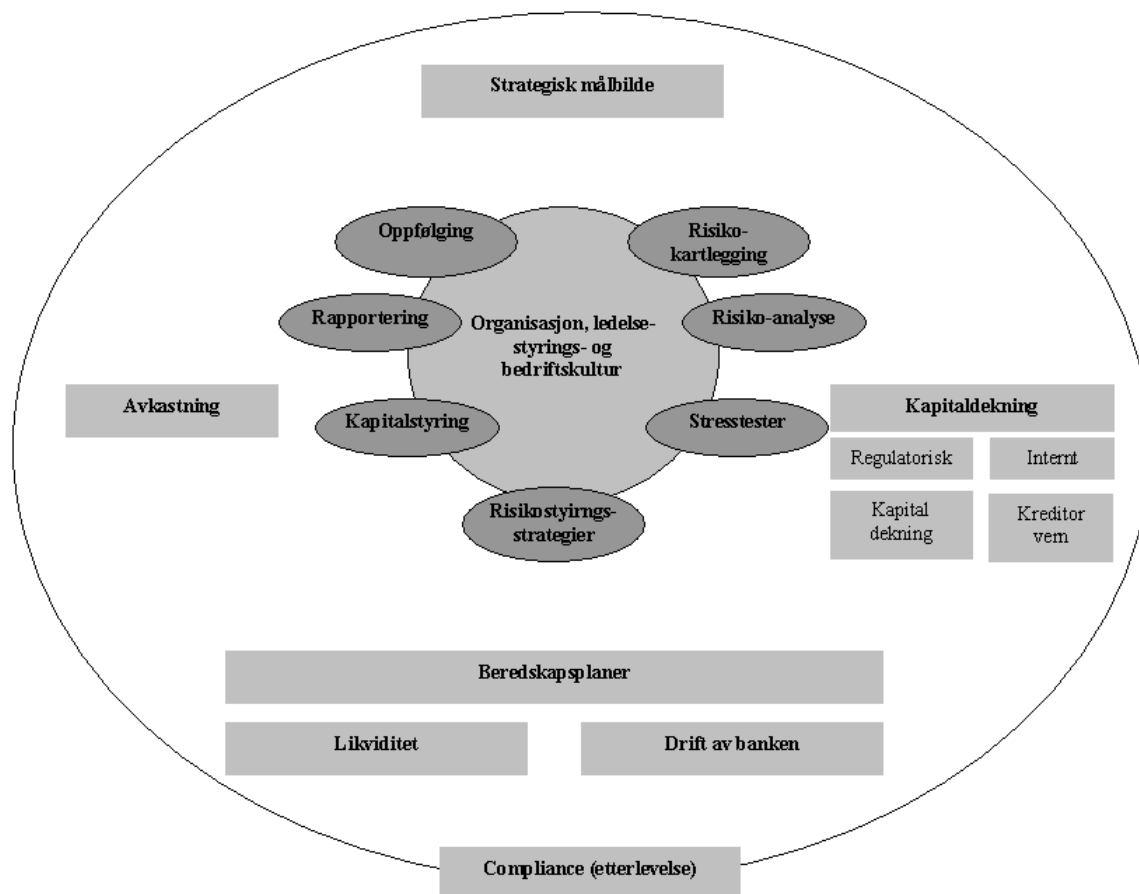 Strategisk målbilde
Oppfølging
Risiko-
kartlegging
Rapportering
Organisasjon, ledelse-
styrings- og
bedriftskultur
Risiko-analyse
Avkastning
Kapitalstyring
Stresstester
Kapitaldekning
Regulatorisk
Internt
Kapital
dekning
Kreditor
vern
Risikostyirngs-
strategier
Beredskapsplaner
Likviditet
Drift av banken
Compliance (etterlevelse)